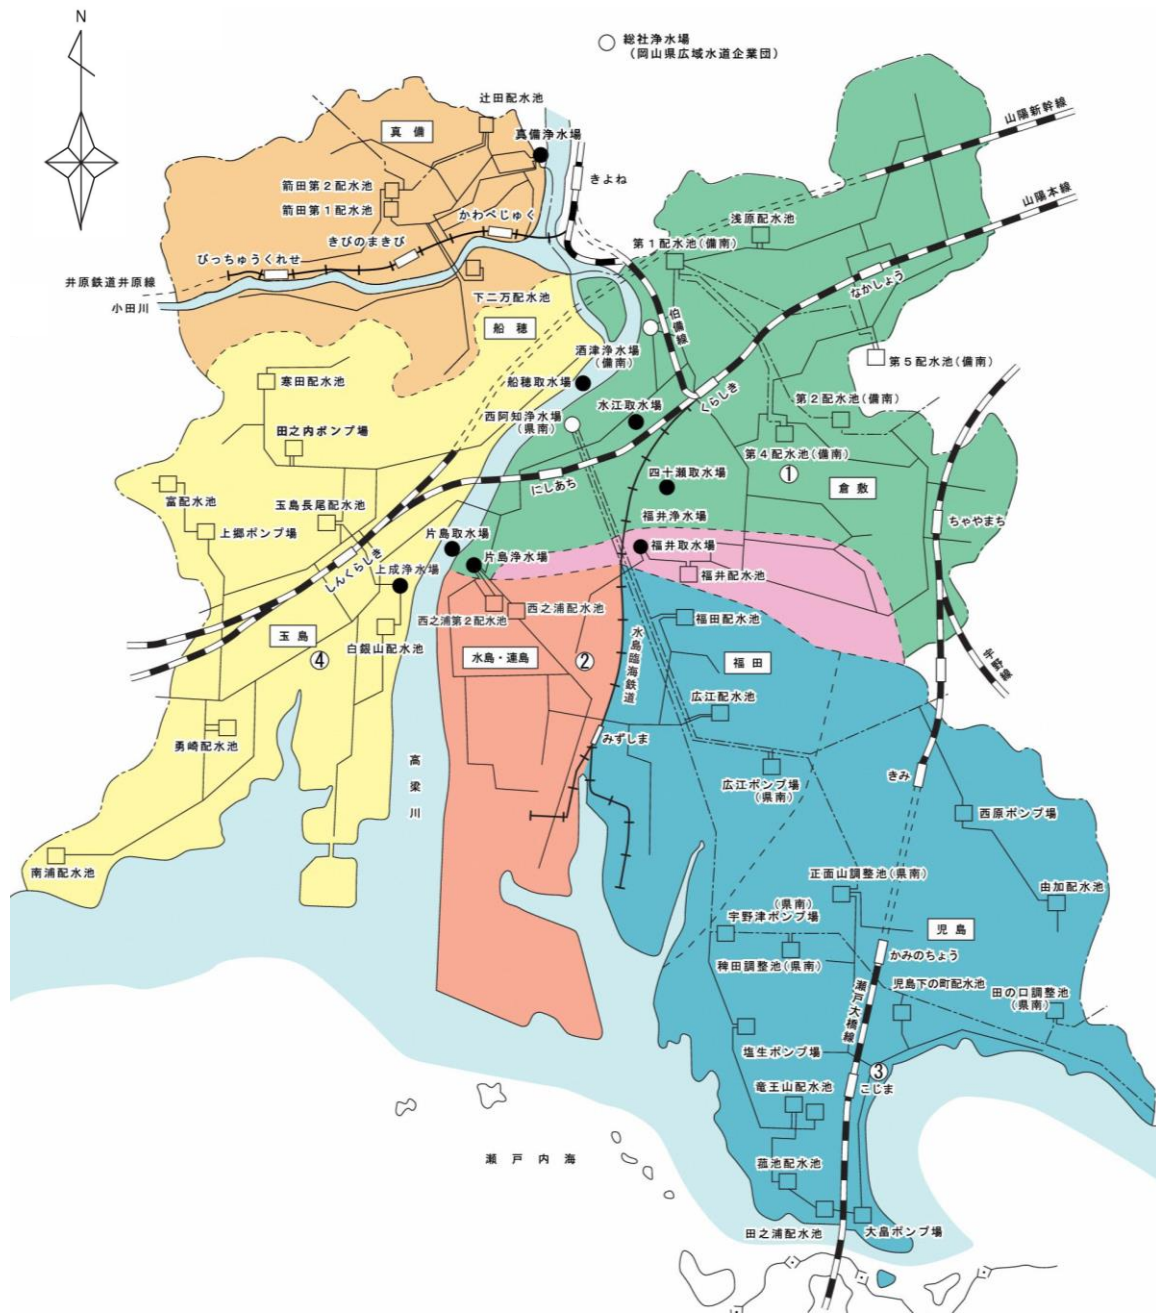 N
総社浄水場
(岡山県広域水道企業団)
辻田配水池
真備
真備浄水場
山陽新幹線
きよね
箭田第2配水池
箭田第1配水池
山陽本線
浅原配水池
かわべじゅく
きびのまきび
第1配水池(備南)
びっちゅうくれせ
井原鉄道井原線
小田川
なかしょう
下二万配水池
船穂
伯備線
酒津浄水場
(備南)
第5配水池(備南)
船穂取水場
寒田配水池
くらしき
水江取水場
第2配水池(備南)
西阿知浄水場
(県南)
田之内ポンプ場
第4配水池(備南)
①
倉敷
四十瀬取水場
にしあち
富配水池
玉島長尾配水池
上郷ポンプ場
福井浄水場
ちゃやまち
片島取水場
片島浄水場
福井取水場
しんくらしき
上成浄水場
福井配水池
西之浦配水池
西之浦第2配水池
福田配水池
玉島
白銀山配水池
水島・連島
②
水島臨海鉄道
福田
④
宇野線
広江配水池
勇崎配水池
みずしま
高梁川
広江ポンプ場
(県南)
きみ
西原ポンプ場
南浦配水池
正面山調整池(県南)
由加配水池
(県南)
宇野津ポンプ場
児島
かみのちょう
稗田調整池(県南)
児島下の町配水池
田の口調整池
(県南)
瀬戸大橋線
塩生ポンプ場
③
こじま
竜王山配水池
瀬戸内海
菰池配水池
田之浦配水池
大畠ポンプ場